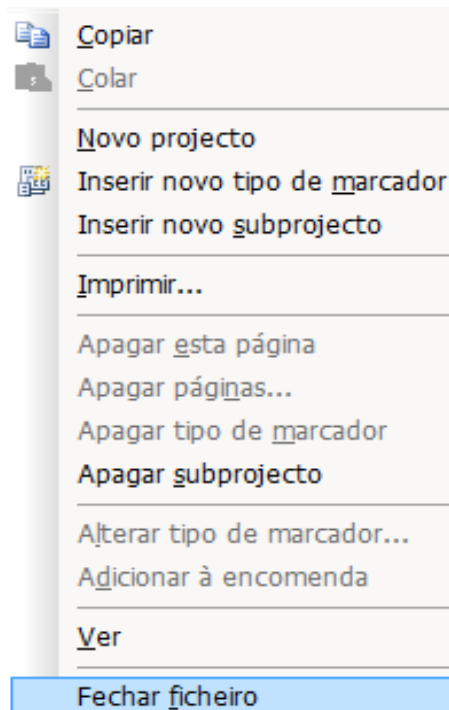 Copiar
Colar
Novo projecto
Inserir novo tipo de marcador
Inserir novo subprojecto
Imprimir...
Apagar esta página
Apagar páginas...
Apagar tipo de marcador
Apagar subprojecto
Alterar tipo de marcador...
Adicionar à encomenda
Ver
Fechar ficheiro